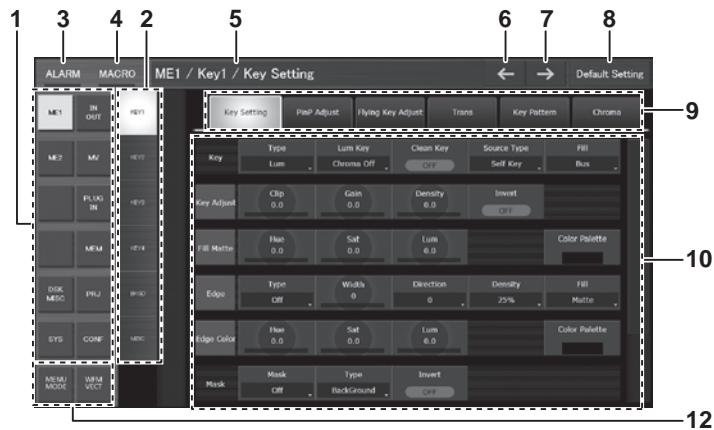 1 3 4 2 5 6 7 8
ALARM MACRO ME1 / Key1 / Key Setting ← → Default Setting
ME1 IN OUT KEY1
Key Setting PinP Adjust Flying Key Adjust Trans Key Pattern Chroma 9
ME2 MV KEY2
Key Type Lum Lum Key Chroma Off Clean Key OFF Source Type Self Key Fill Bus
PLUG IN KEY3
Key Adjust Clip 0.0 Gain 0.0 Density 0.0 Invert OFF
MEM KEY4
Fill Matte Hue 0.0 Sat 0.0 Lum 0.0 Color Palette
10
DSK MISC PRJ BKGD
Edge Type Off Width 0 Direction 0 Density 25% Fill Matte
SYS CONF MISC
Edge Color Hue 0.0 Sat 0.0 Lum 0.0 Color Palette
MENU MODE WFM VECT
Mask Mask Off Type BackGround Invert OFF
12